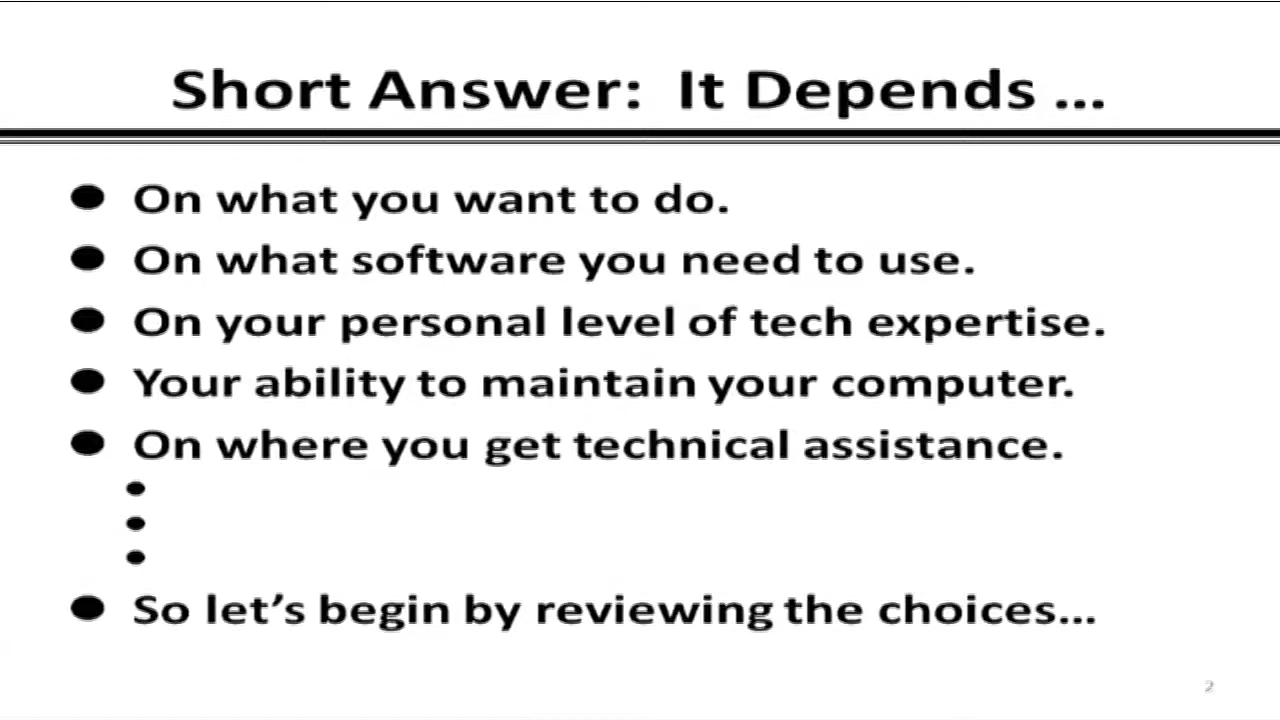 Short Answer:  It Depends ...
● On what you want to do.
● On what software you need to use.
● On your personal level of tech expertise.
● Your ability to maintain your computer.
● On where you get technical assistance.
•
•
•
● So let’s begin by reviewing the choices...
2